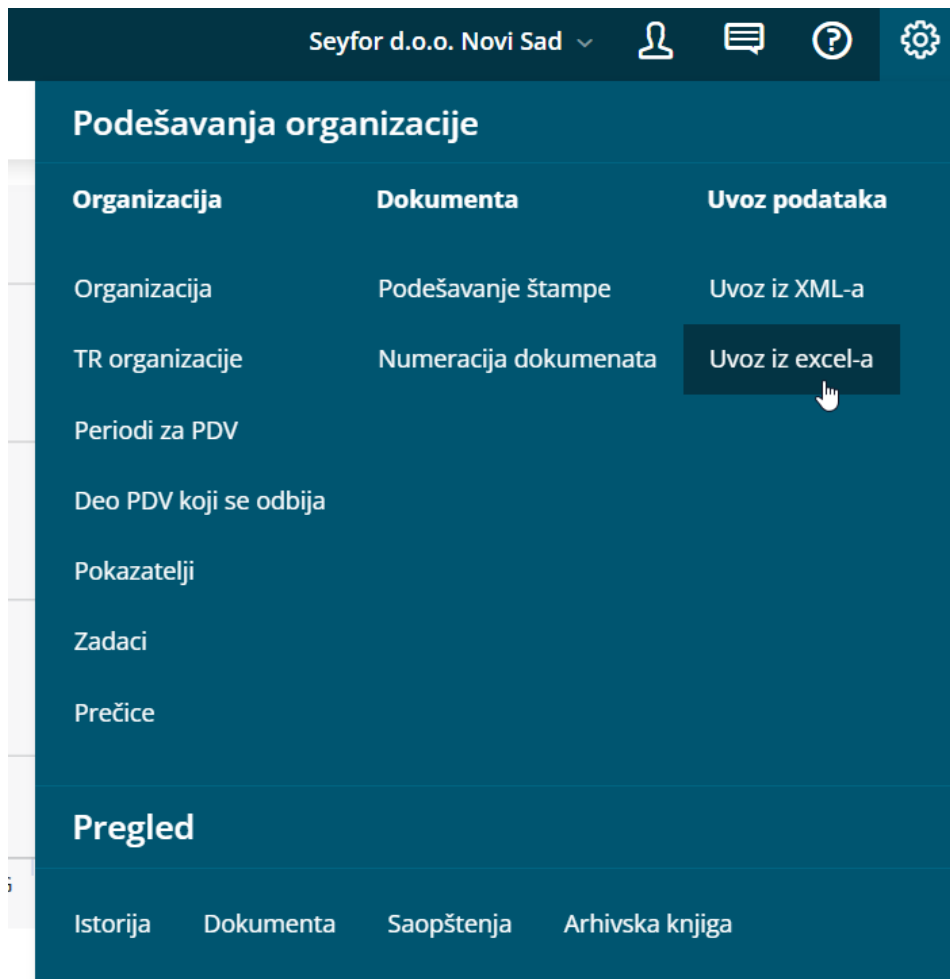 Seyfor d.o.o. Novi Sad
Podešavanja organizacije
Organizacija Dokumenta Uvoz podataka
Organizacija Podešavanje štampe Uvoz iz XML-a
TR organizacije Numeracija dokumenata Uvoz iz excel-a
Periodi za PDV
Deo PDV koji se odbija
Pokazatelji
Zadaci
Prečice
Pregled
Istorija Dokumenta Saopštenja Arhivska knjiga